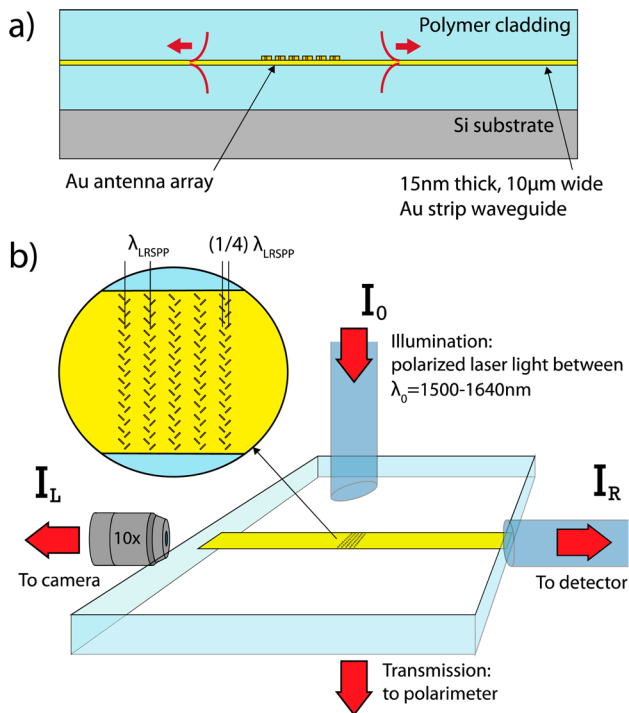 a)
Polymer cladding
Si substrate
Au antenna array
15nm thick, 10μm wide
Au strip waveguide
b)
λLRSPP
(1/4) λLRSPP
I0
Illumination:
polarized laser light between
λ0=1500-1640nm
IL
10x
To camera
IR
To detector
Transmission:
to polarimeter